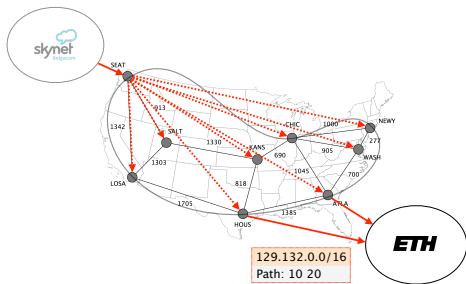 skynet
SEAT
913
SALT
1342
1303
1330
KANS
CHIC
1000
NEWY
277
690
905
WASH
1045
700
LOSA
818
ATLA
1705
HOUS
1385
129.132.0.0/16
Path: 10 20
ETH